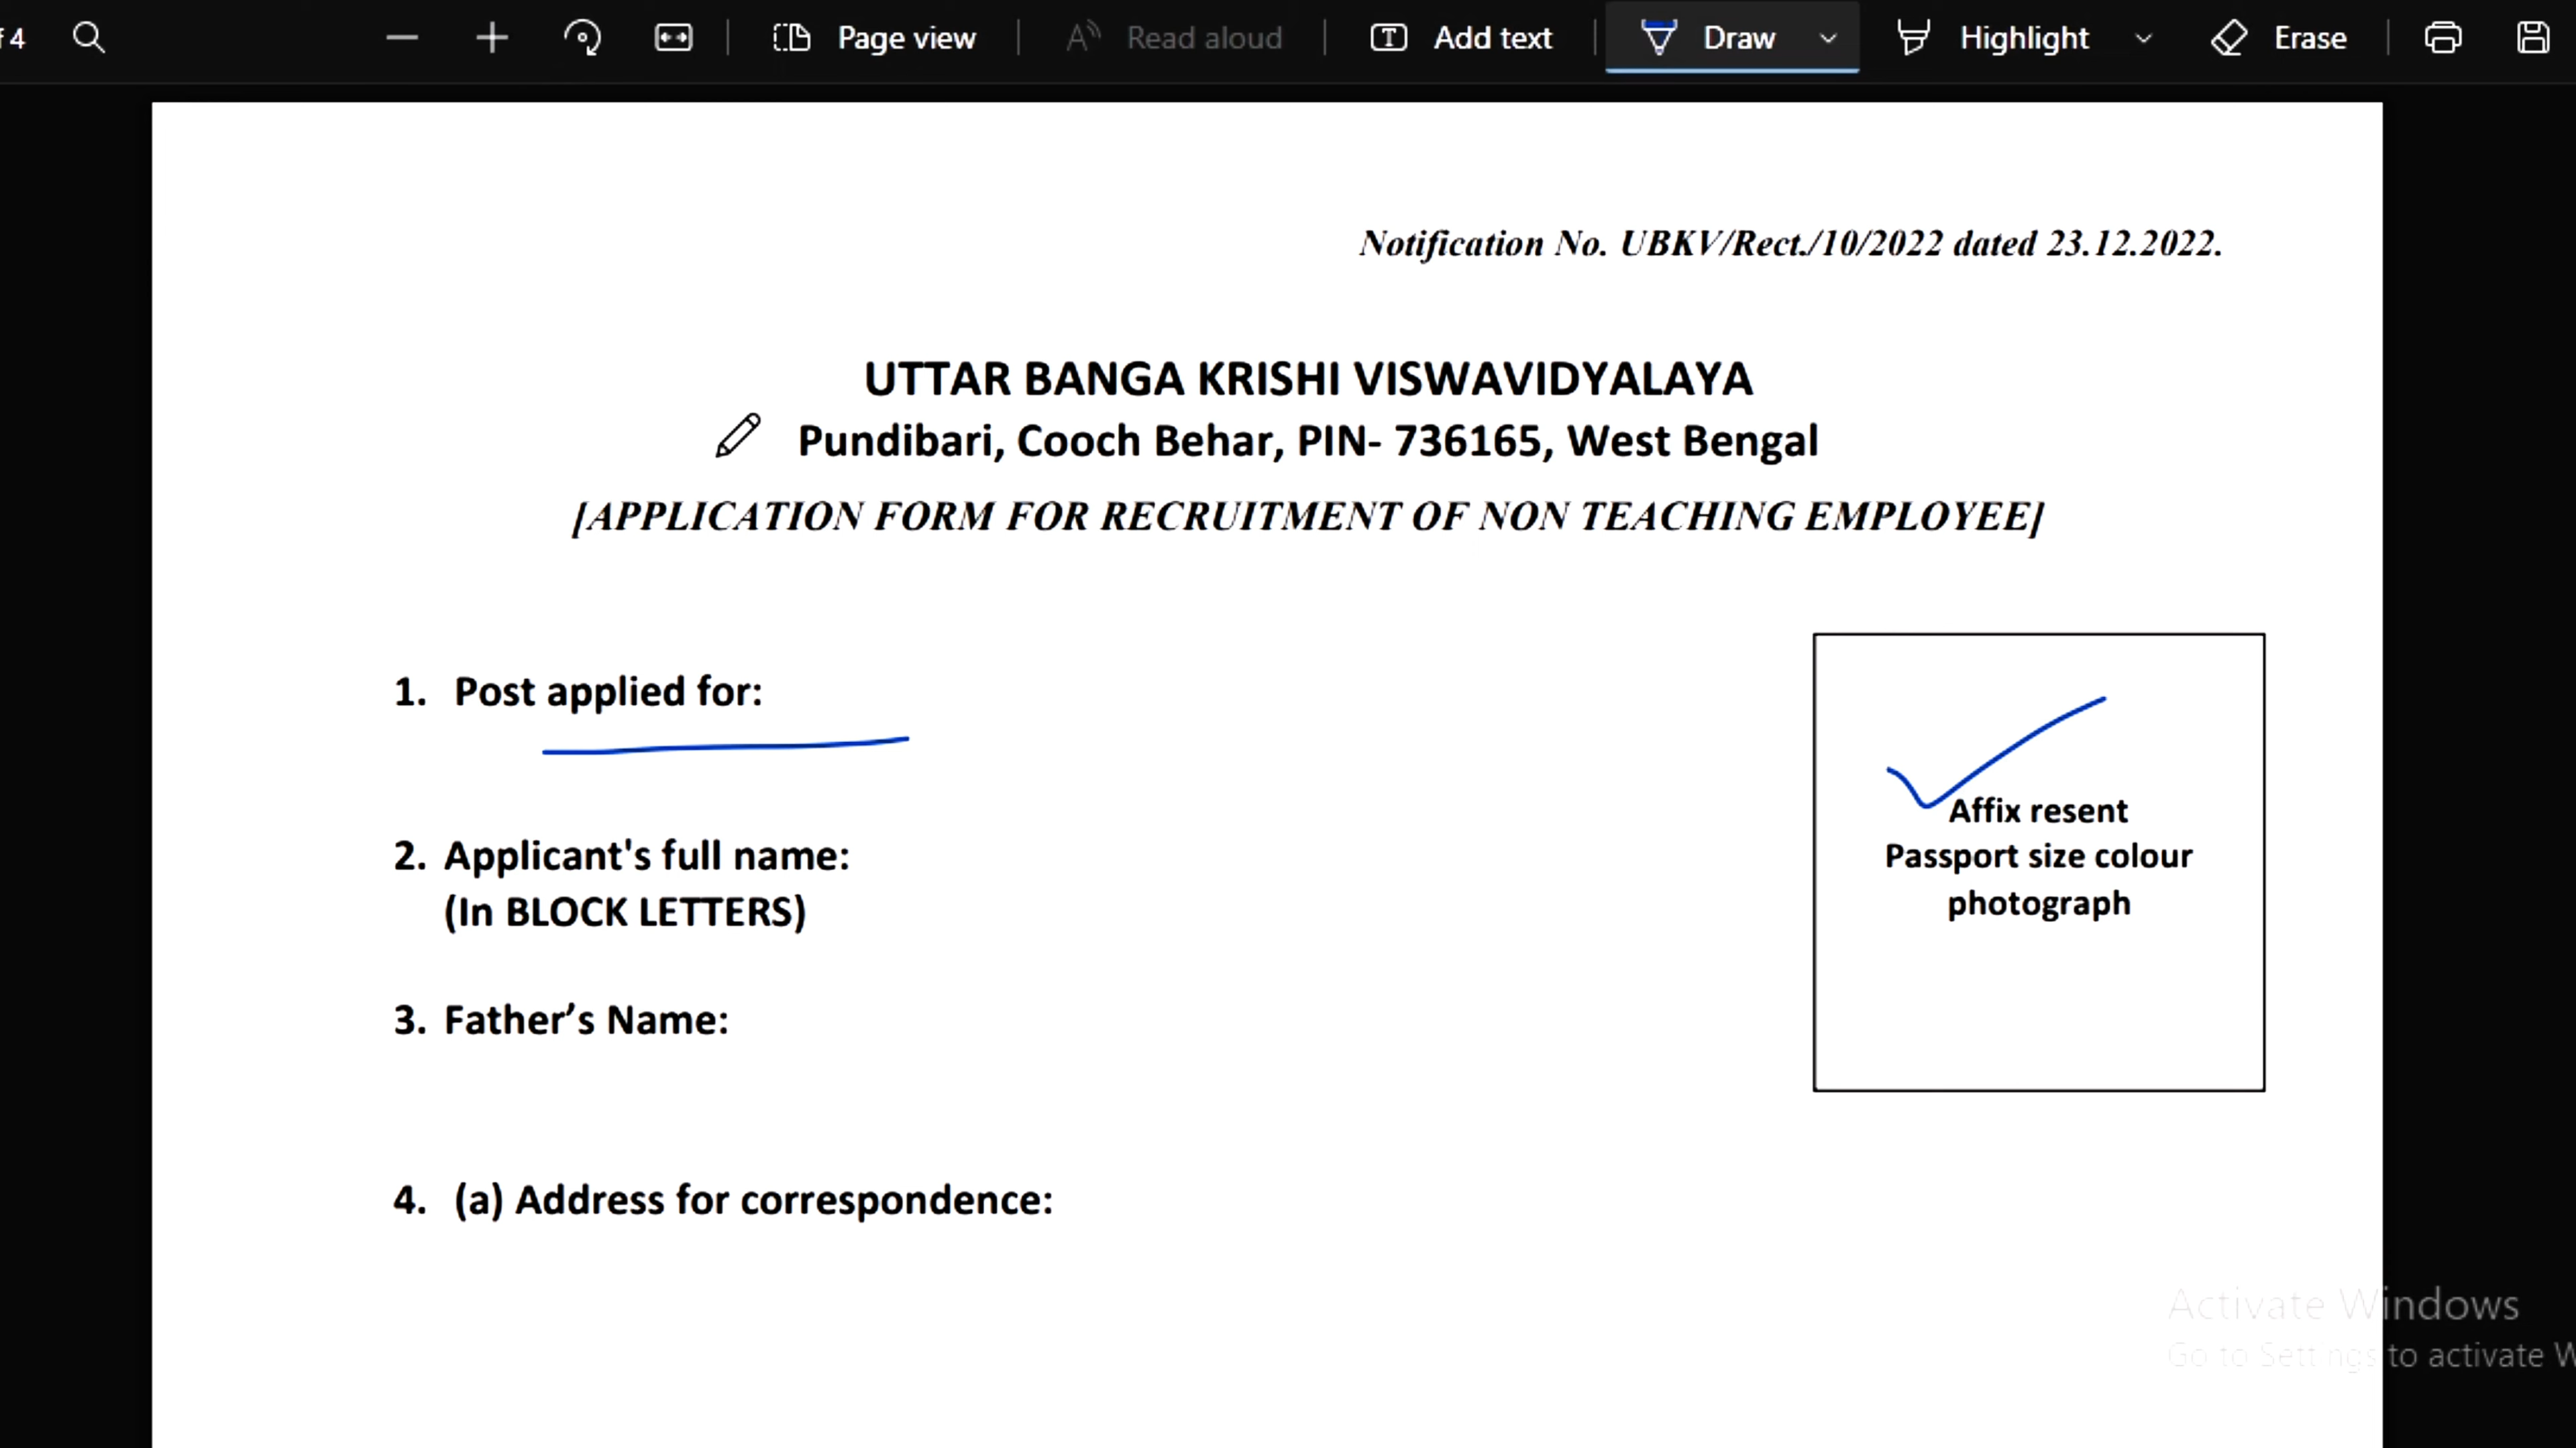 f 4
Page view
Read aloud
Add text
Draw
Highlight
Erase
Notification No. UBKV/Rect./10/2022 dated 23.12.2022.
UTTAR BANGA KRISHI VISWAVIDYALAYA
Pundibari, Cooch Behar, PIN- 736165, West Bengal
[APPLICATION FORM FOR RECRUITMENT OF NON TEACHING EMPLOYEE]
1. Post applied for:
Affix resent
Passport size colour
photograph
2. Applicant's full name:
(In BLOCK LETTERS)
3. Father’s Name:
4. (a) Address for correspondence:
Activate Windows
Go to Settings to activate W